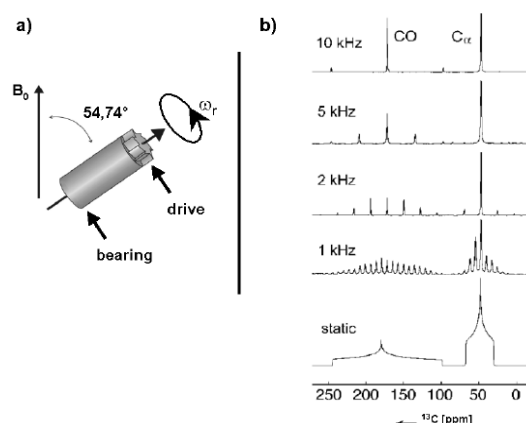 a)
B₀
54,74°
ωᵣ
drive
bearing
b)
10 kHz
CO
Cα
5 kHz
2 kHz
1 kHz
static
250 200 150 100 50 0
¹³C [ppm]